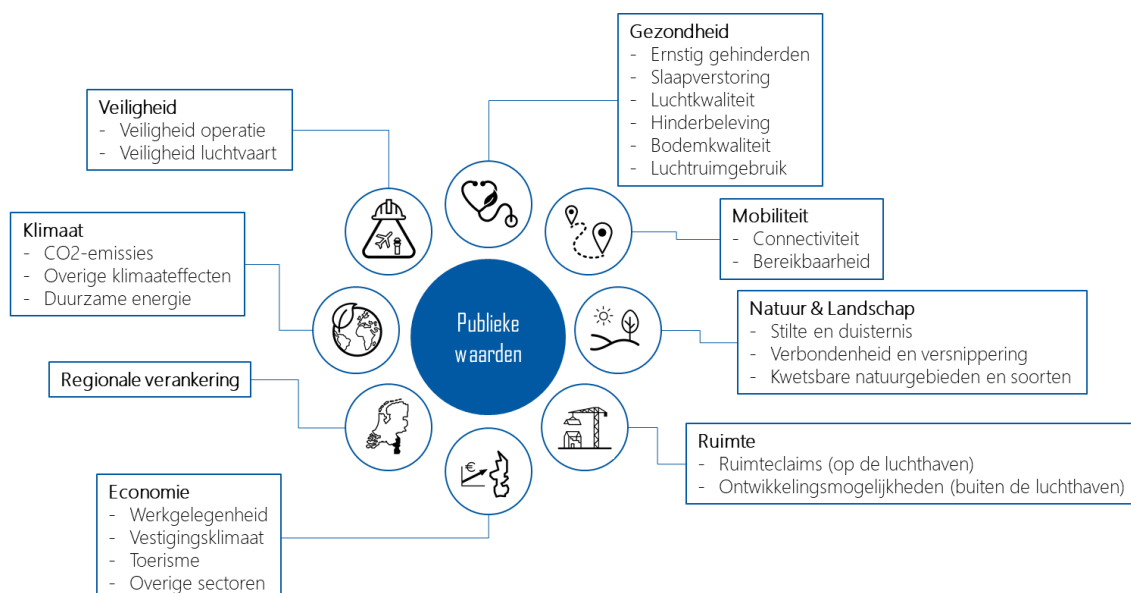 Gezondheid
- Ernstig gehinderden
- Slaapverstoring
- Luchtkwaliteit
- Hinderbeleving
- Bodemkwaliteit
- Luchtruimgebruik
Veiligheid
- Veiligheid operatie
- Veiligheid luchtvaart
Mobiliteit
- Connectiviteit
- Bereikbaarheid
Klimaat
- CO2-emissies
- Overige klimaateffecten
- Duurzame energie
Publieke
waarden
Natuur & Landschap
- Stilte en duisternis
- Verbondenheid en versnippering
- Kwetsbare natuurgebieden en soorten
Regionale verankering
Ruimte
- Ruimteclaims (op de luchthaven)
- Ontwikkelingsmogelijkheden (buiten de luchthaven)
€
Economie
- Werkgelegenheid
- Vestigingsklimaat
- Toerisme
- Overige sectoren